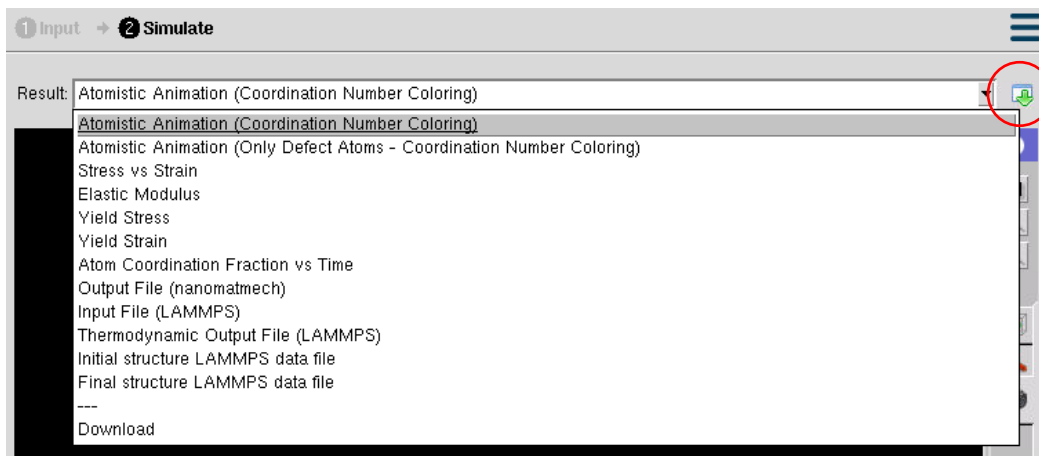 1 Input → 2 Simulate
Result: Atomistic Animation (Coordination Number Coloring)
Atomistic Animation (Coordination Number Coloring)
Atomistic Animation (Only Defect Atoms - Coordination Number Coloring)
Stress vs Strain
Elastic Modulus
Yield Stress
Yield Strain
Atom Coordination Fraction vs Time
Output File (nanomatmech)
Input File (LAMMPS)
Thermodynamic Output File (LAMMPS)
Initial structure LAMMPS data file
Final structure LAMMPS data file
---
Download